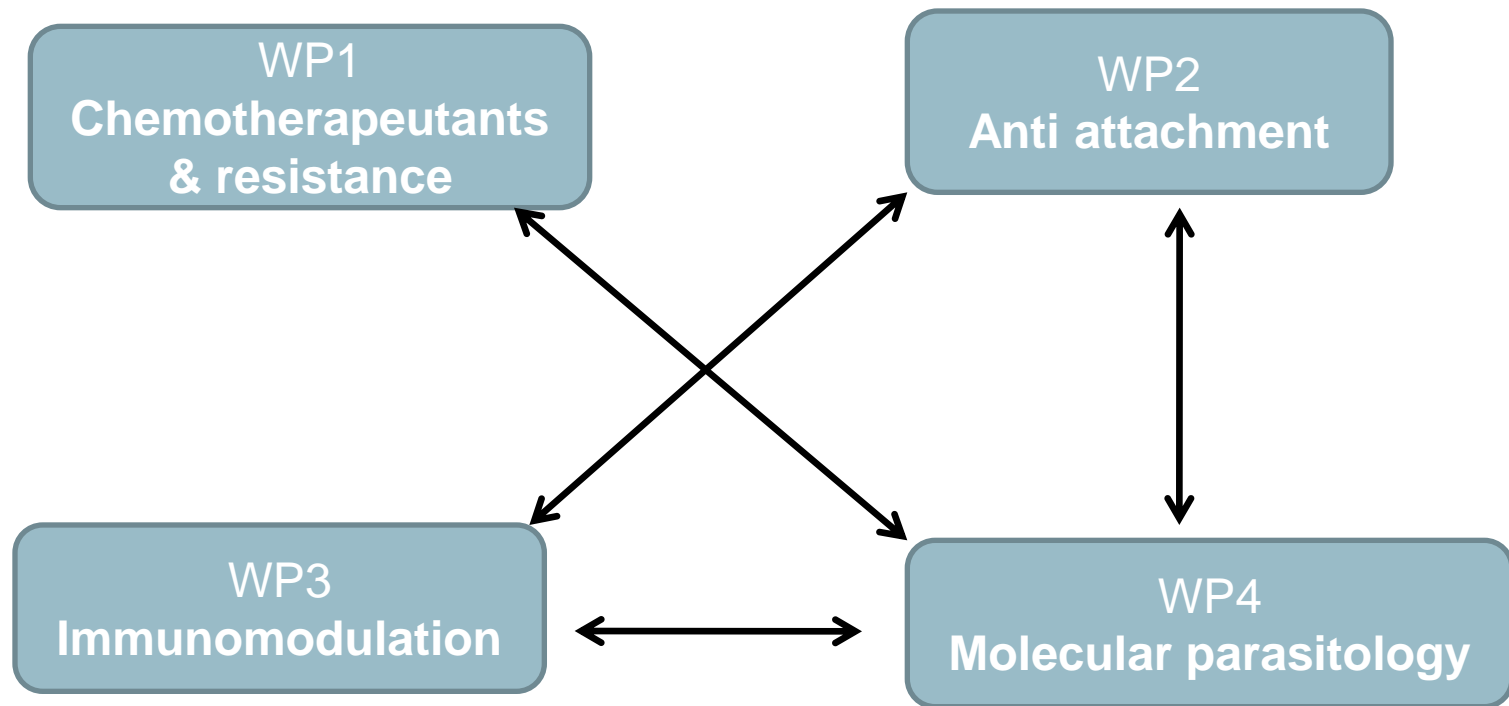 WP1
Chemotherapeutants
& resistance
WP2
Anti attachment
WP3
Immunomodulation
WP4
Molecular parasitology